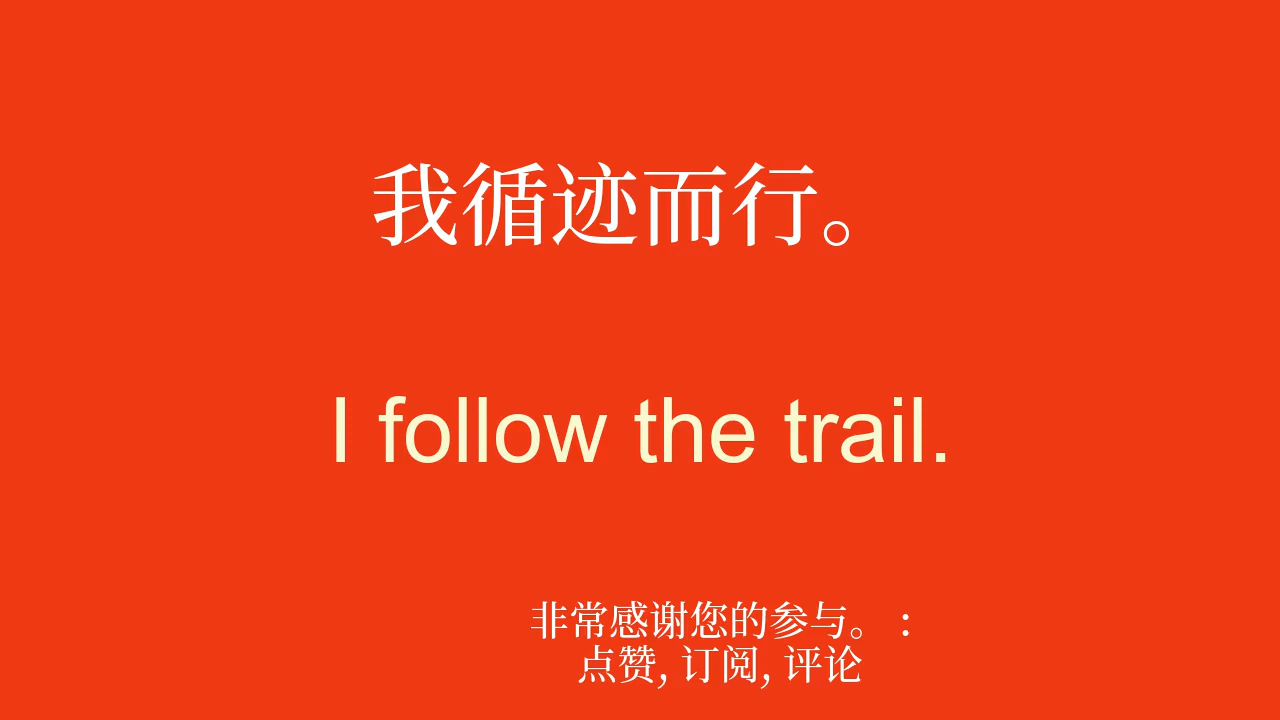 我循迹而行。
I follow the trail.
非常感谢您的参与。 :
点赞, 订阅, 评论